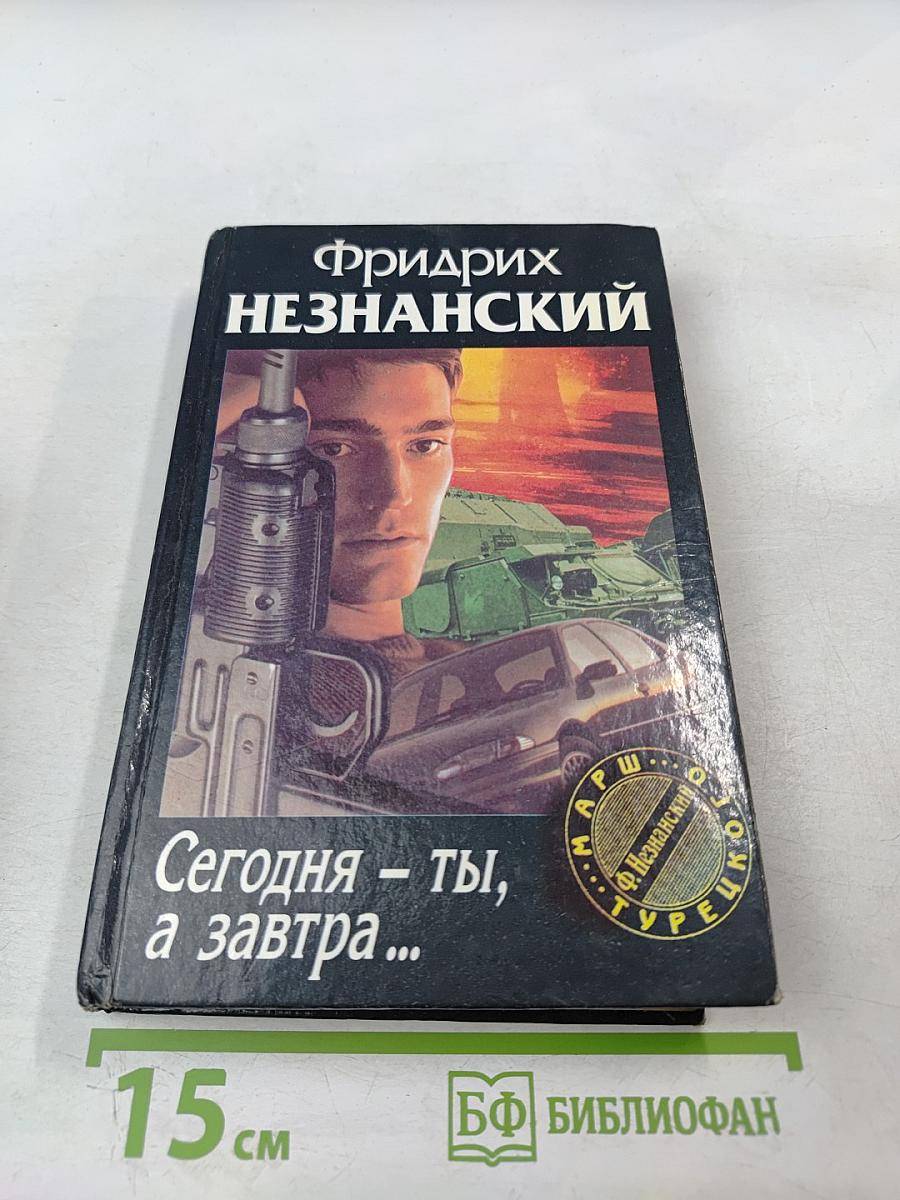 Фридрих
НЕЗНАНСКИЙ
Сегодня – ты,
а завтра...
МАРШ...
ТУРЕЦКОГО...
Ф. Незнанский
15 см
БФ БИБЛИОФАН